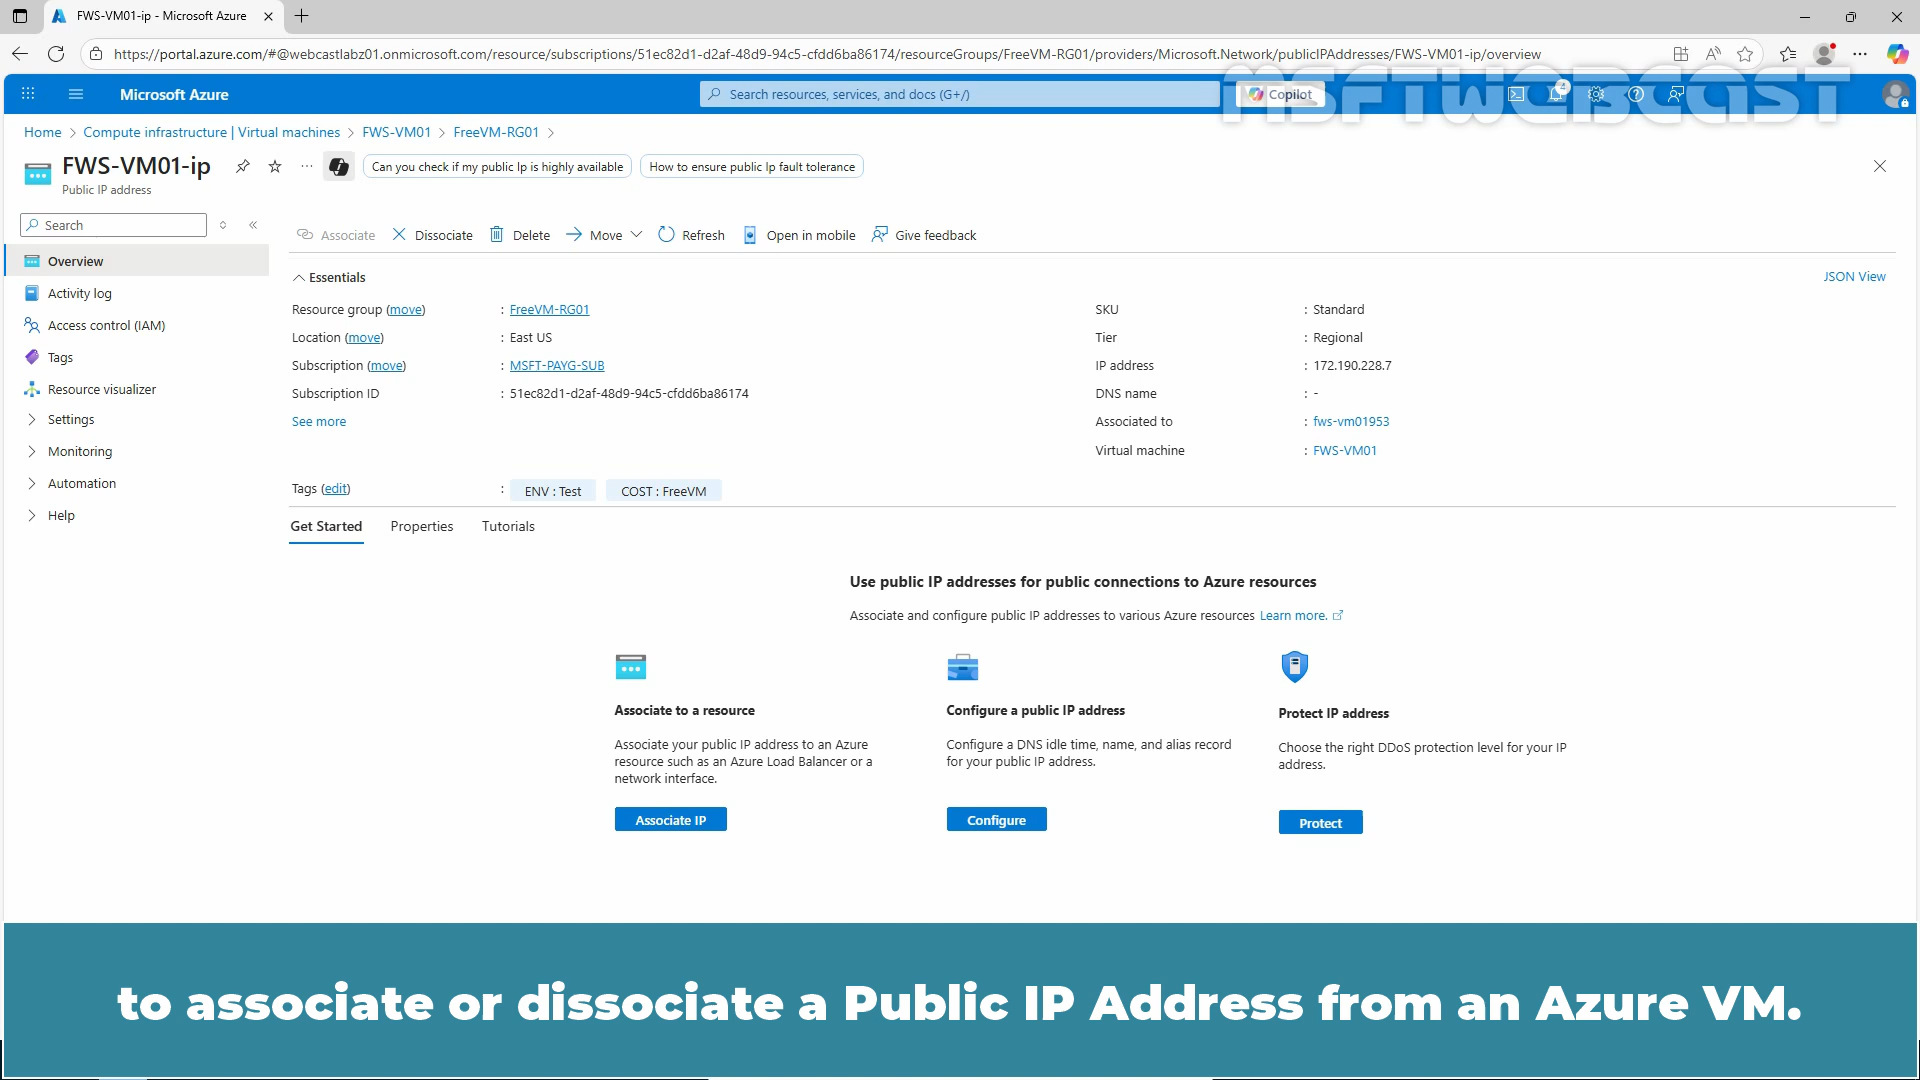 FWS-VM01-ip - Microsoft Azure
https://portal.azure.com/#@webcastlabz01.onmicrosoft.com/resource/subscriptions/51ec82d1-d2af-48d9-94c5-cfdd6ba86174/resourceGroups/FreeVM-RG01/providers/Microsoft.Network/publicIPAddresses/FWS-VM01-ip/overview
Microsoft Azure
Search resources, services, and docs (G+/)
Copilot
4
MSFTWEBCAST
Home > Compute infrastructure | Virtual machines > FWS-VM01 > FreeVM-RG01 >
FWS-VM01-ip
Can you check if my public Ip is highly available
How to ensure public Ip fault tolerance
Public IP address
Search
Associate
Dissociate
Delete
Move
Refresh
Open in mobile
Give feedback
Overview
Activity log
Access control (IAM)
Tags
Resource visualizer
Settings
Monitoring
Automation
Help
Essentials
JSON View
Resource group (move) : FreeVM-RG01
Location (move) : East US
Subscription (move) : MSFT-PAYG-SUB
Subscription ID : 51ec82d1-d2af-48d9-94c5-cfdd6ba86174
See more
SKU : Standard
Tier : Regional
IP address : 172.190.228.7
DNS name : -
Associated to : fws-vm01953
Virtual machine : FWS-VM01
Tags (edit) : ENV : Test COST : FreeVM
Get Started Properties Tutorials
Use public IP addresses for public connections to Azure resources
Associate and configure public IP addresses to various Azure resources Learn more.
Associate to a resource
Associate your public IP address to an Azure
resource such as an Azure Load Balancer or a
network interface.
Associate IP
Configure a public IP address
Configure a DNS idle time, name, and alias record
for your public IP address.
Configure
Protect IP address
Choose the right DDoS protection level for your IP
address.
Protect
to associate or dissociate a Public IP Address from an Azure VM.